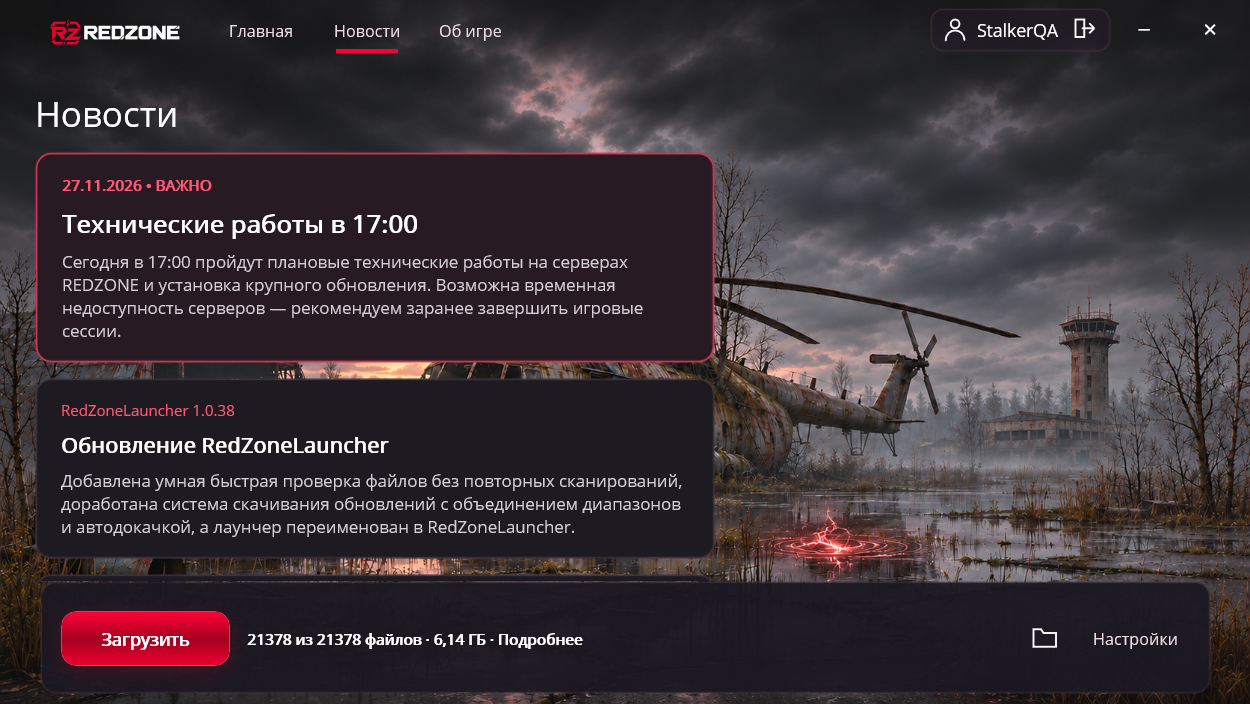 RZ REDZONE
Главная
Новости
Об игре
StalkerQA
Новости
27.11.2026 • ВАЖНО
Технические работы в 17:00
Сегодня в 17:00 пройдут плановые технические работы на серверах
REDZONE и установка крупного обновления. Возможна временная
недоступность серверов — рекомендуем заранее завершить игровые
сессии.
RedZoneLauncher 1.0.38
Обновление RedZoneLauncher
Добавлена умная быстрая проверка файлов без повторных сканирований,
доработана система скачивания обновлений с объединением диапазонов
и автодокачкой, а лаунчер переименован в RedZoneLauncher.
Загрузить
21378 из 21378 файлов · 6,14 ГБ · Подробнее
Настройки